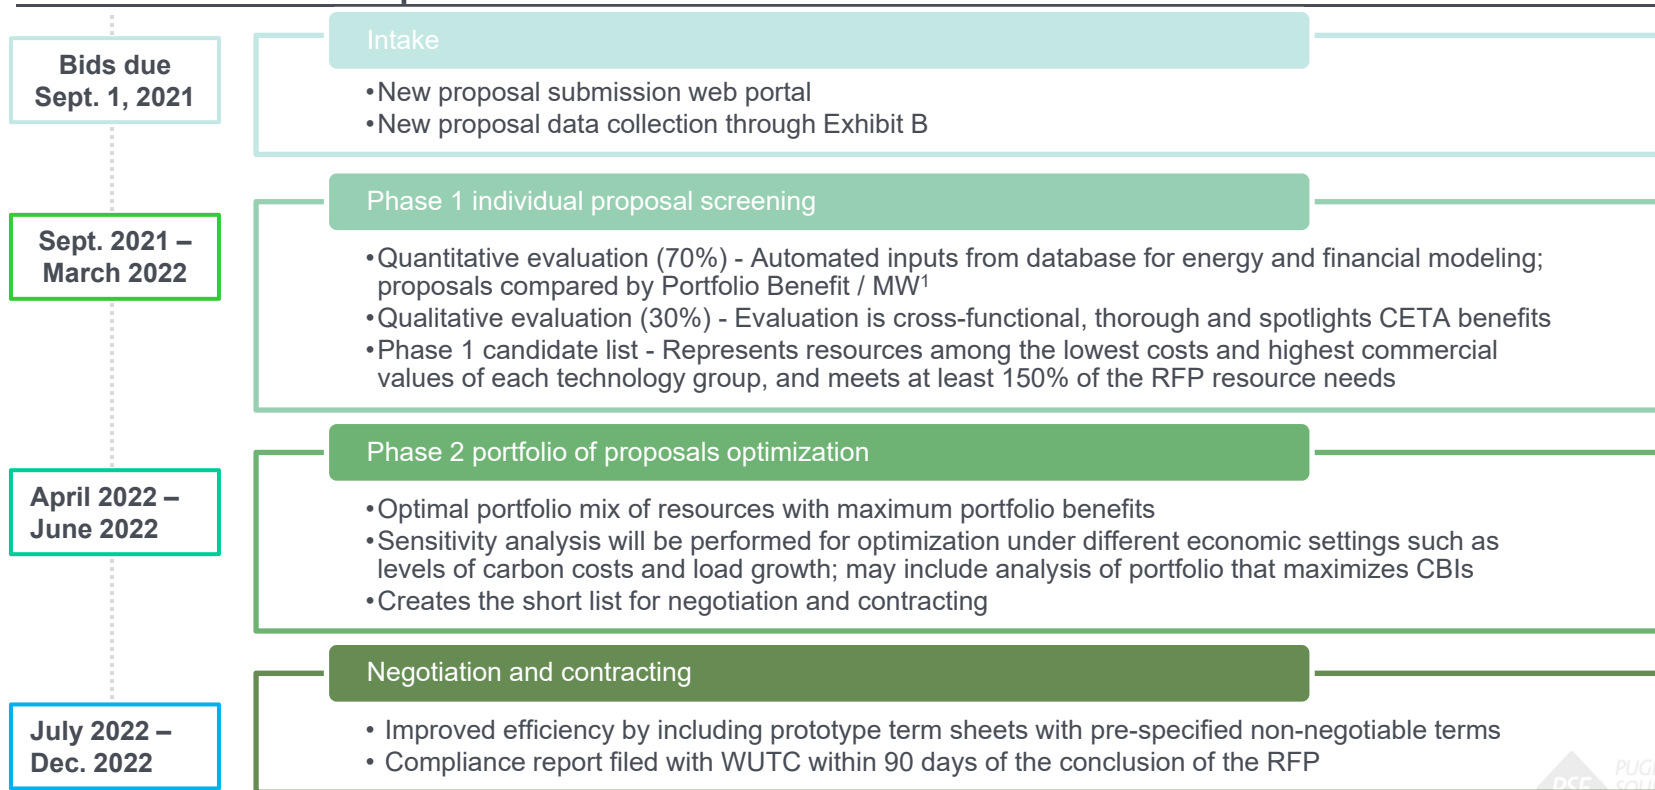 Bids due
Sept. 1, 2021
Intake
•New proposal submission web portal
•New proposal data collection through Exhibit B
Sept. 2021 –
March 2022
Phase 1 individual proposal screening
•Quantitative evaluation (70%) - Automated inputs from database for energy and financial modeling;
proposals compared by Portfolio Benefit / MW¹
•Qualitative evaluation (30%) - Evaluation is cross-functional, thorough and spotlights CETA benefits
•Phase 1 candidate list - Represents resources among the lowest costs and highest commercial
values of each technology group, and meets at least 150% of the RFP resource needs
April 2022 –
June 2022
Phase 2 portfolio of proposals optimization
•Optimal portfolio mix of resources with maximum portfolio benefits
•Sensitivity analysis will be performed for optimization under different economic settings such as
levels of carbon costs and load growth; may include analysis of portfolio that maximizes CBIs
•Creates the short list for negotiation and contracting
July 2022 –
Dec. 2022
Negotiation and contracting
• Improved efficiency by including prototype term sheets with pre-specified non-negotiable terms
• Compliance report filed with WUTC within 90 days of the conclusion of the RFP
PSE